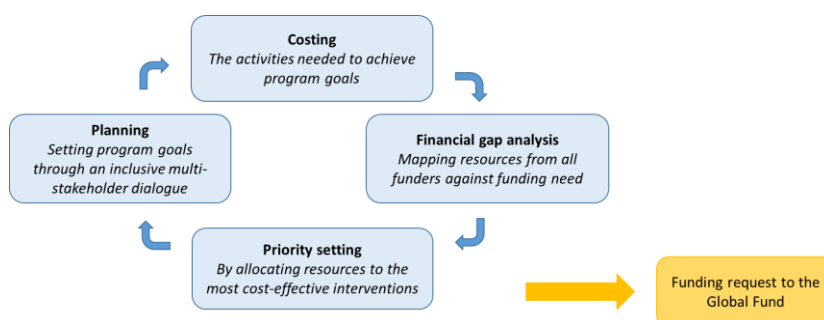 Costing
The activities needed to achieve
program goals
Planning
Setting program goals
through an inclusive multi-
stakeholder dialogue
Financial gap analysis
Mapping resources from all
funders against funding need
Priority setting
By allocating resources to the
most cost-effective interventions
Funding request to the
Global Fund